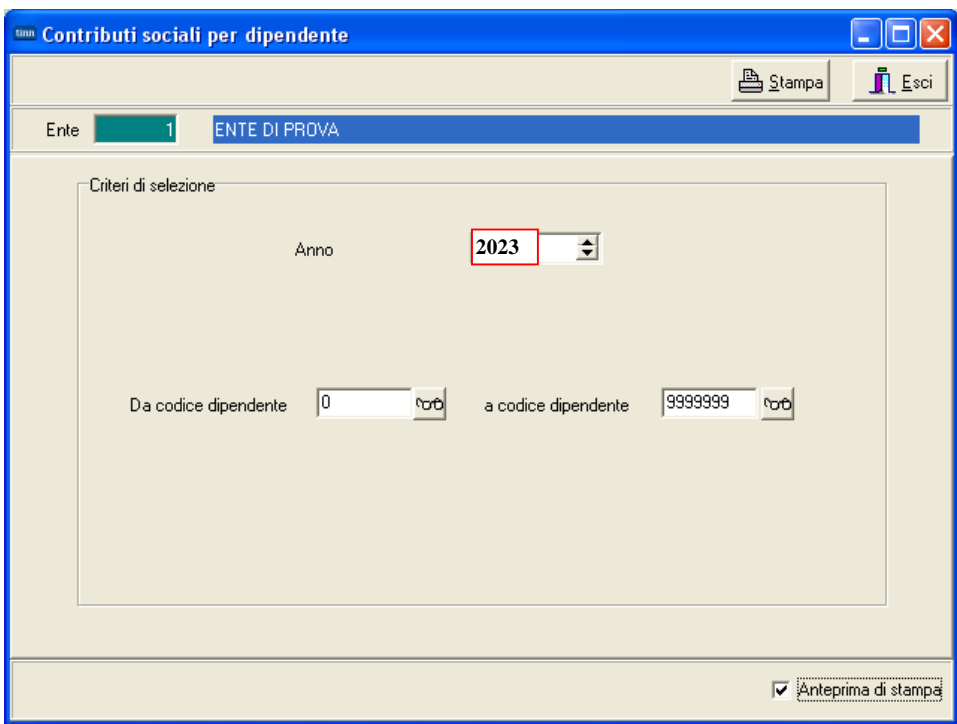 tinn Contributi sociali per dipendente
Stampa Esci
Ente 1 ENTE DI PROVA
Criteri di selezione
Anno 2023
Da codice dipendente 0 a codice dipendente 9999999
Anteprima di stampa